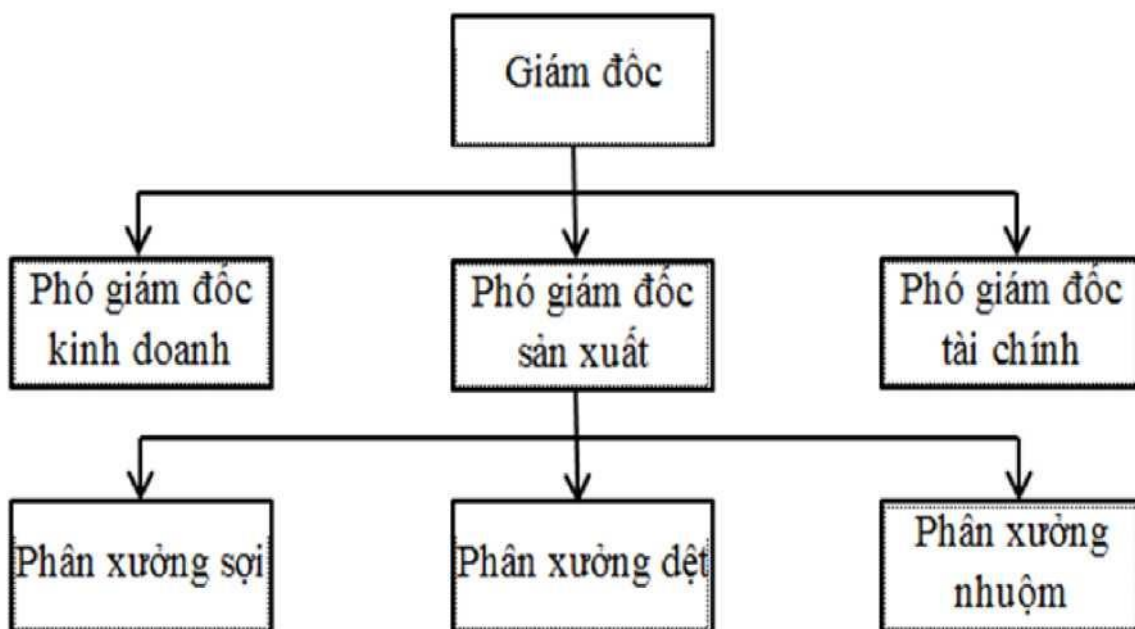 Giám đốc
Phó giám đốc
kinh doanh
Phó giám đốc
sản xuất
Phó giám đốc
tài chính
Phân xưởng sợi
Phân xưởng dệt
Phân xưởng
nhuộm